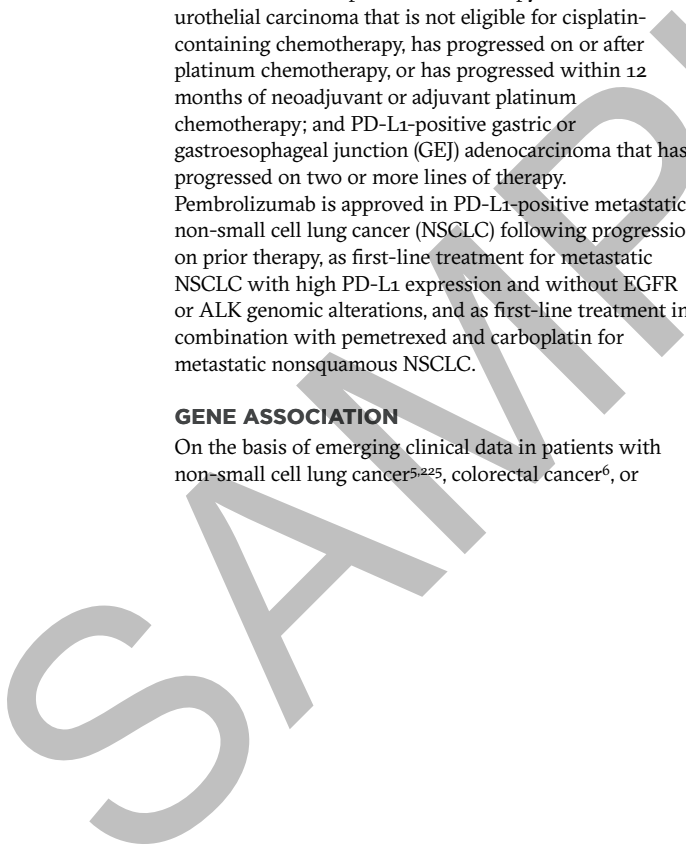 urothelial carcinoma that is not eligible for cisplatin-
containing chemotherapy, has progressed on or after
platinum chemotherapy, or has progressed within 12
months of neoadjuvant or adjuvant platinum
chemotherapy; and PD-L1-positive gastric or
gastroesophageal junction (GEJ) adenocarcinoma that has
progressed on two or more lines of therapy.
Pembrolizumab is approved in PD-L1-positive metastatic
non-small cell lung cancer (NSCLC) following progressio
on prior therapy, as first-line treatment for metastatic
NSCLC with high PD-L1 expression and without EGFR
or ALK genomic alterations, and as first-line treatment in
combination with pemetrexed and carboplatin for
metastatic nonsquamous NSCLC.
GENE ASSOCIATION
On the basis of emerging clinical data in patients with
non-small cell lung cancer5,225, colorectal cancer6, or
SAMP